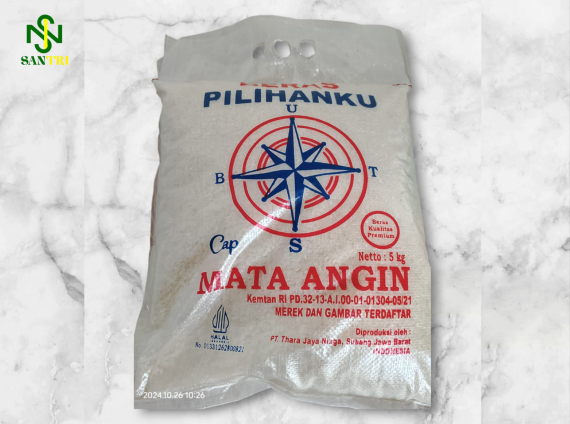 SANTRI
BERAS
PILIHANKU
U
B
T
S
Beras
Kualitas
Premium
Cap
Netto : 5 kg
MATA ANGIN
Kemtan RI PD.32-13-A.I.00-01-01304-05/21
MEREK DAN GAMBAR TERDAFTAR
HALAL
INDONESIA
Diproduksi oleh :
PT. Thara Jaya Niaga, Subang Jawa Barat
INDONESIA
2024.10.26 10:26